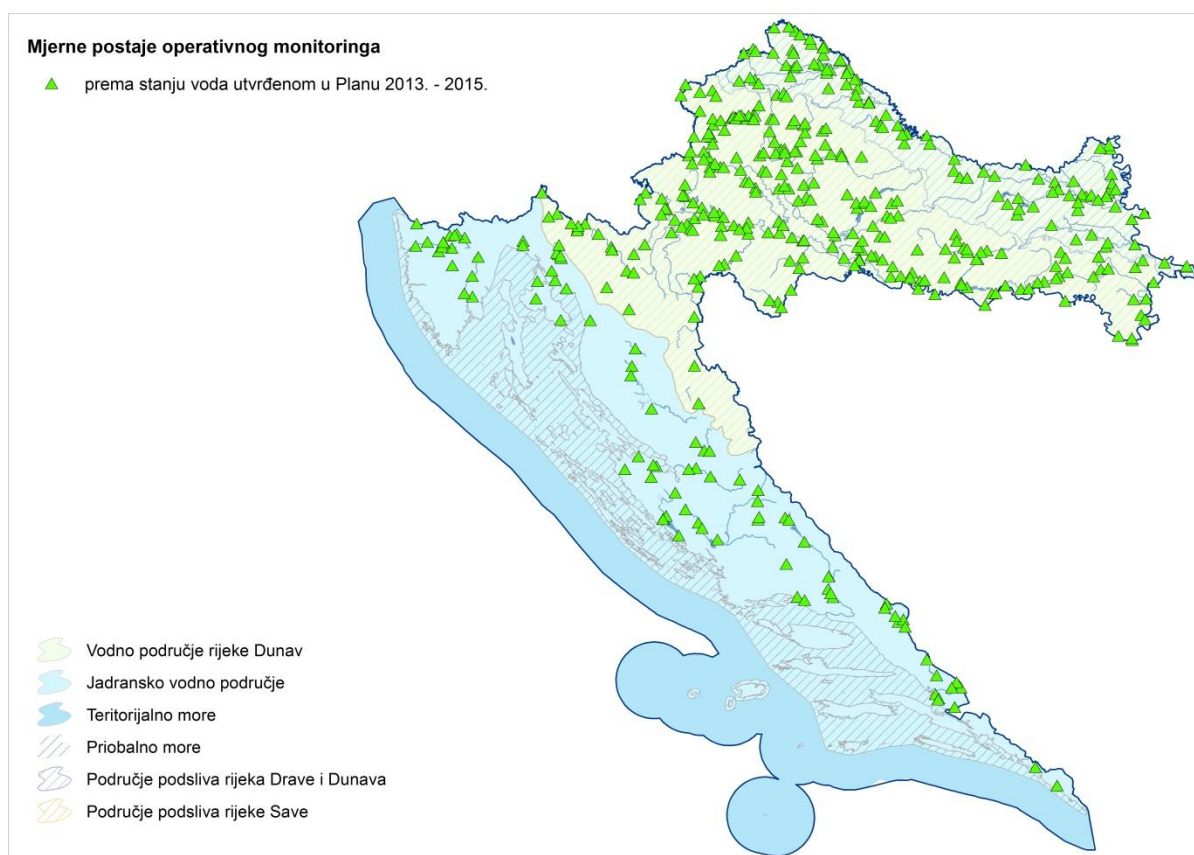 Mjerne postaje operativnog monitoringa
prema stanju voda utvrđenom u Planu 2013. - 2015.
Vodno područje rijeke Dunav
Jadransko vodno područje
Teritorijalno more
Priobalno more
Područje podsliva rijeka Drave i Dunava
Područje podsliva rijeke Save